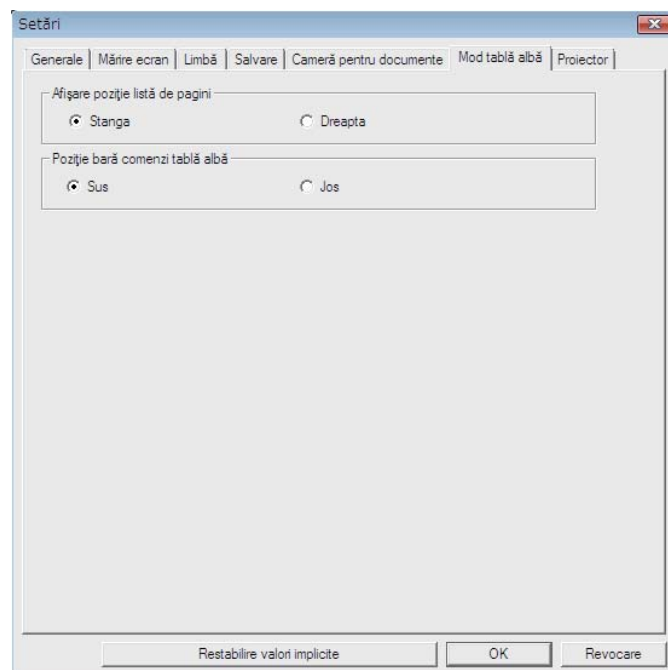 Setări
Generale Mărire ecran Limbă Salvare Cameră pentru documente Mod tablă albă Proiector
Afişare poziţie listă de pagini
Stanga Dreapta
Poziţie bară comenzi tablă albă
Sus Jos
Restabilire valori implicite OK Revocare